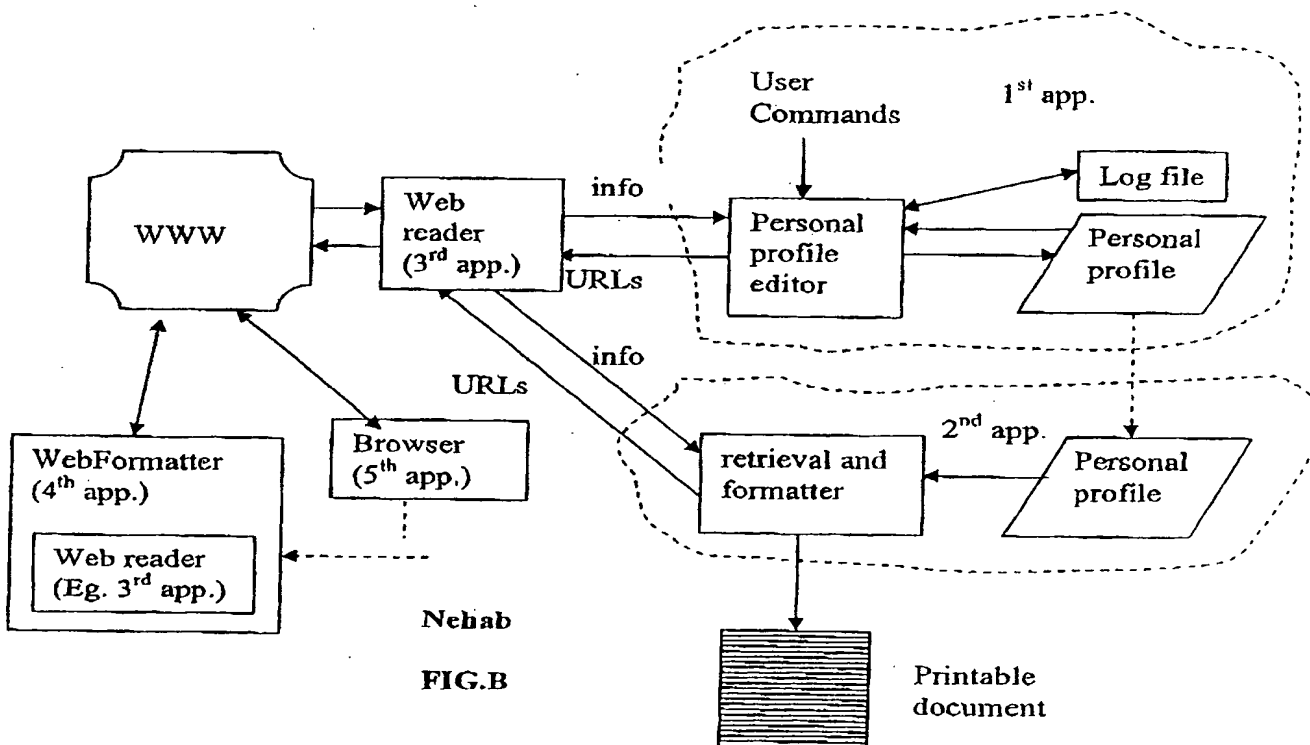 User
Commands
1st app.
Log file
WWW
Web
reader
(3rd app.)
info
URLs
Personal
profile
editor
Personal
profile
info
URLs
2nd app.
retrieval and
formatter
Personal
profile
WebFormatter
(4th app.)
Web reader
(Eg. 3rd app.)
Browser
(5th app.)
Nehab
FIG.B
Printable
document